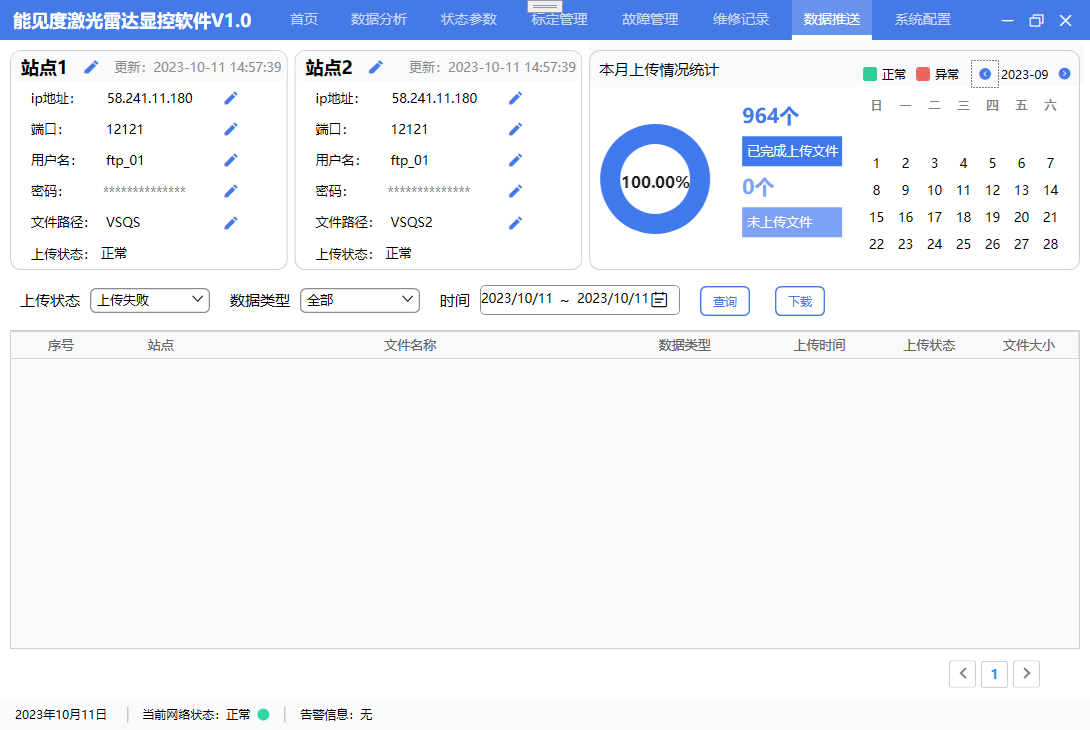 能见度激光雷达显控软件V1.0 首页 数据分析 状态参数 标定管理 故障管理 维修记录 数据推送 系统配置
站点1 更新：2023-10-11 14:57:39
ip地址： 58.241.11.180
端口： 12121
用户名： ftp_01
密码： **************
文件路径： VSQS
上传状态： 正常
站点2 更新：2023-10-11 14:57:39
ip地址： 58.241.11.180
端口： 12121
用户名： ftp_01
密码： **************
文件路径： VSQS2
上传状态： 正常
本月上传情况统计
100.00%
964个
已完成上传文件
0个
未上传文件
正常 异常 2023-09
日 一 二 三 四 五 六
1 2 3 4 5 6 7
8 9 10 11 12 13 14
15 16 17 18 19 20 21
22 23 24 25 26 27 28
上传状态 上传失败 数据类型 全部 时间 2023/10/11 ~ 2023/10/11 查询 下载
序号 站点 文件名称 数据类型 上传时间 上传状态 文件大小
1
2023年10月11日 当前网络状态：正常 告警信息：无